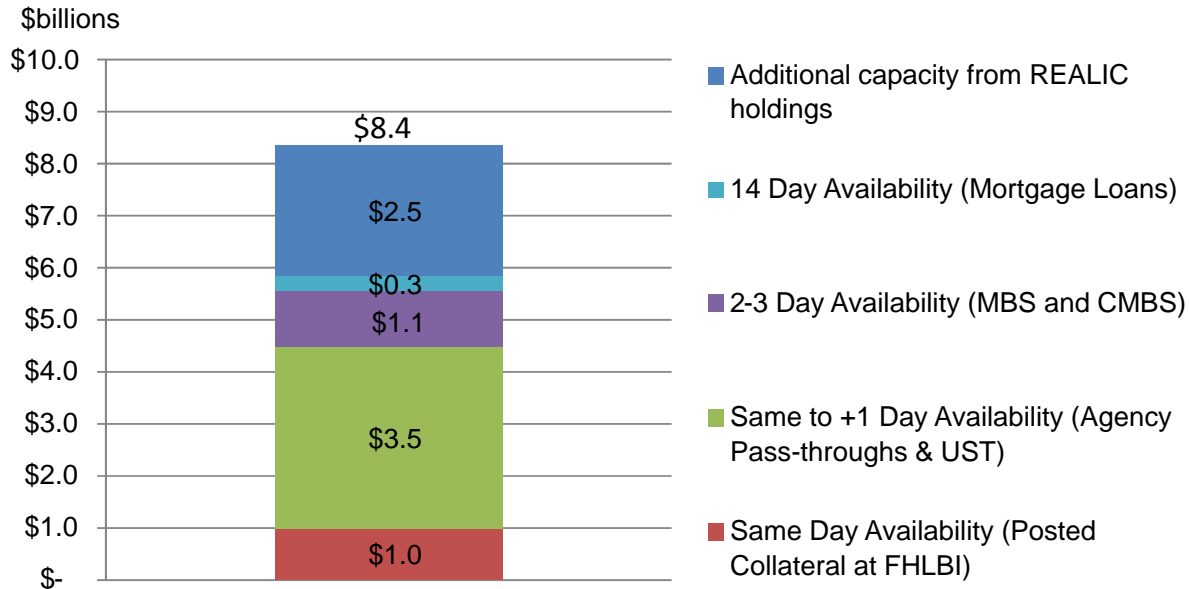 $billions
$10.0
$9.0
$8.0
$7.0
$6.0
$5.0
$4.0
$3.0
$2.0
$1.0
$-
$8.4
$2.5
$0.3
$1.1
$3.5
$1.0
Additional capacity from REALIC
holdings
14 Day Availability (Mortgage Loans)
2-3 Day Availability (MBS and CMBS)
Same to +1 Day Availability (Agency
Pass-throughs & UST)
Same Day Availability (Posted
Collateral at FHLBI)